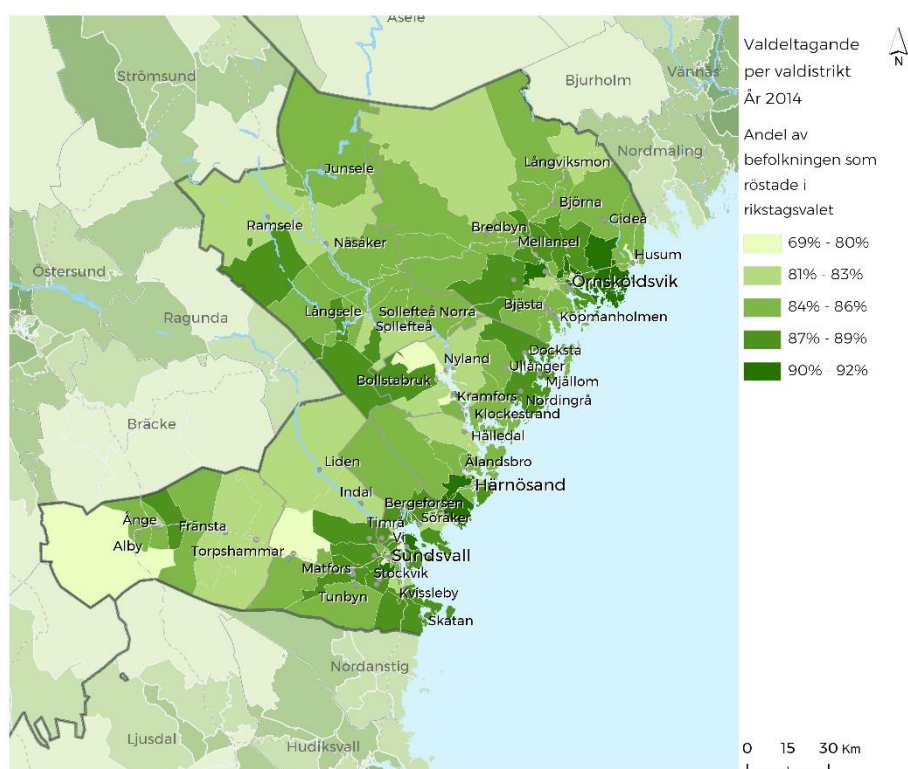 Åsele
Strömsund
Bjurholm
Vännäs
Valdeltagande
per valdistrikt
År 2014
N
Andel av
befolkningen som
röstade i
rikstagsvalet
69% - 80%
81% - 83%
84% - 86%
87% - 89%
90% - 92%
Nordmaling
Långviksmon
Junsele
Björna
Gideå
Ramsele
Bredbyn
Mellansel
Näsåker
Husum
Östersund
Örnsköldsvik
Bjästa
Köpmanholmen
Långsele
Sollefteå Norra
Sollefteå
Ragunda
Nyland
Docksta
Ullånger
Bollstabruk
Mjällom
Kramfors
Nordingrå
Klockestrand
Bräcke
Hälledal
Liden
Älandsbro
Härnösand
Indal
Bergeforsen
Ånge
Fränsta
Timrå
Söråker
Alby
Torpshammar
Sundsvall
Matfors
Stockvik
Tunbyn
Kvissleby
Skatan
Nordanstig
Ljusdal
Hudiksvall
0 15 30 Km